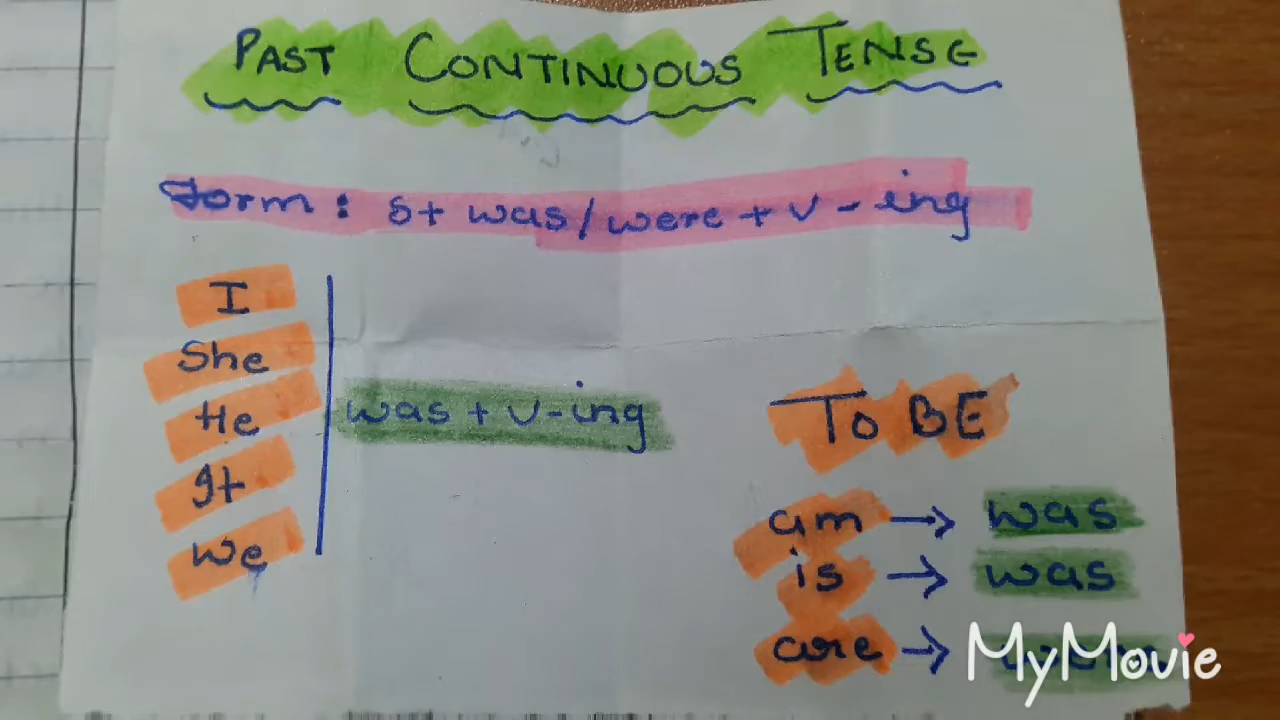 PAST CONTINUOUS TENSE
Form: S+ was/were + v-ing
I
She
He
It
We
was + v-ing
TO BE
am → was
is → was
are →
MyMovie